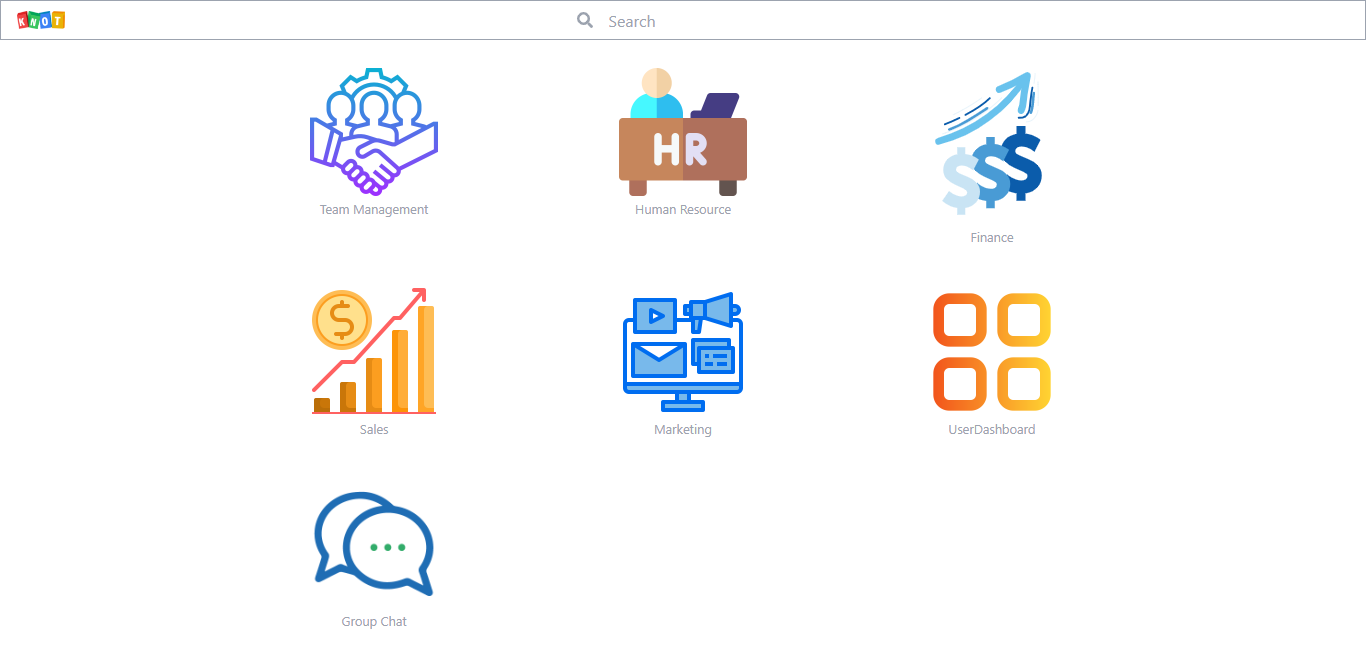 KNOT
Search
HR
Team Management
Human Resource
Finance
Sales
Marketing
UserDashboard
Group Chat